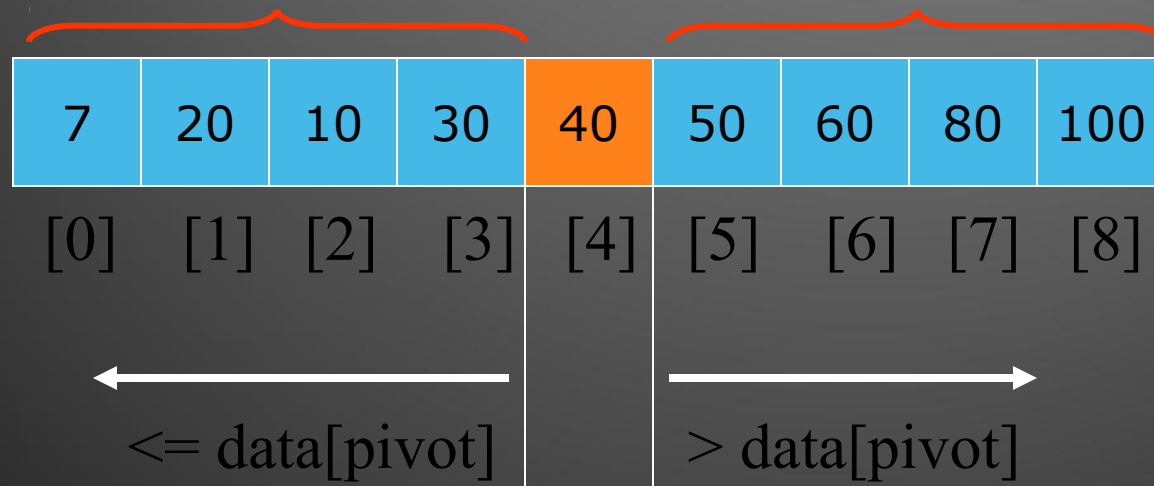 7 20 10 30 40 50 60 80 100
[0] [1] [2] [3] [4] [5] [6] [7] [8]
<= data[pivot] > data[pivot]